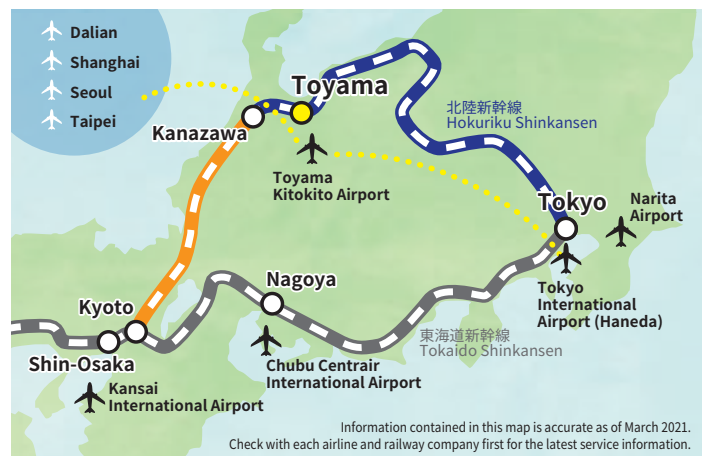 Dalian
Shanghai
Seoul
Taipei
Toyama
Kanazawa
北陸新幹線
Hokuriku Shinkansen
Toyama
Kitokito Airport
Tokyo
Narita
Airport
Tokyo
International
Airport (Haneda)
Nagoya
Kyoto
東海道新幹線
Tokaido Shinkansen
Shin-Osaka
Chubu Centrair
International Airport
Kansai
International Airport
Information contained in this map is accurate as of March 2021.
Check with each airline and railway company first for the latest service information.